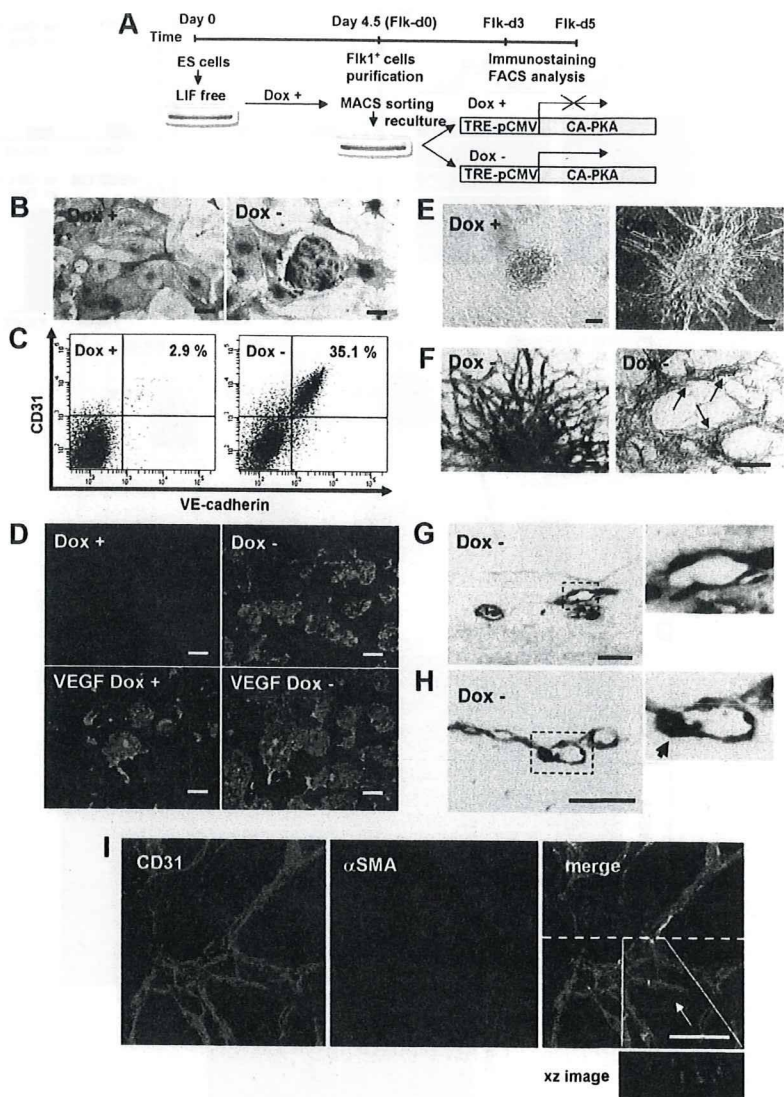 A
Time
Day 0
Day 4.5 (Flk-d0)
Flk-d3
Flk-d5
ES cells
LIF free
Dox +
Flk1⁺ cells
purification
MACS sorting
reculture
Immunostaining
FACS analysis
Dox +
TRE-pCMV
CA-PKA
Dox -
TRE-pCMV
CA-PKA
B
Dox +
Dox -
E
Dox +
C
CD31
Dox +
2.9 %
Dox -
35.1 %
VE-cadherin
F
Dox -
Dox -
D
Dox +
Dox -
VEGF Dox +
VEGF Dox -
G
Dox -
H
Dox -
I
CD31
αSMA
merge
xz image